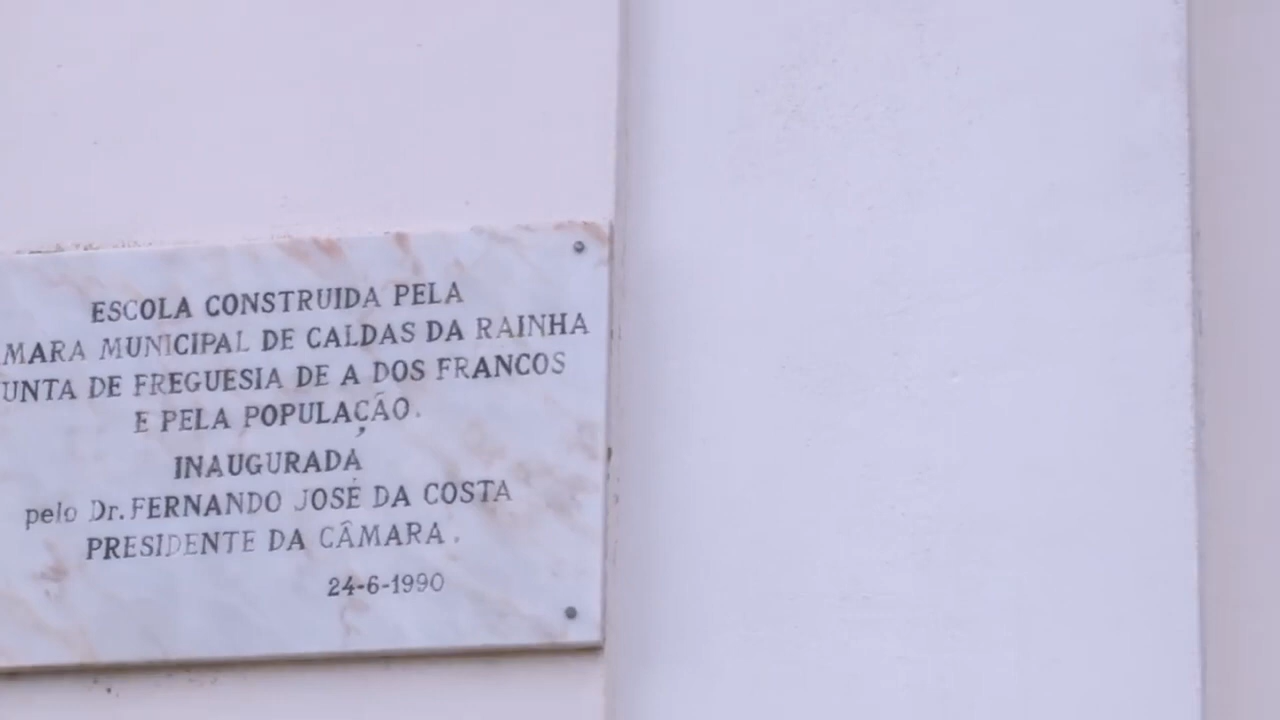 ESCOLA CONSTRUIDA PELA
MARA MUNICIPAL DE CALDAS DA RAINHA
UNTA DE FREGUESIA DE A DOS FRANCOS
E PELA POPULAÇÃO.
INAUGURADA
pelo Dr. FERNANDO JOSÉ DA COSTA
PRESIDENTE DA CÂMARA.
24-6-1990